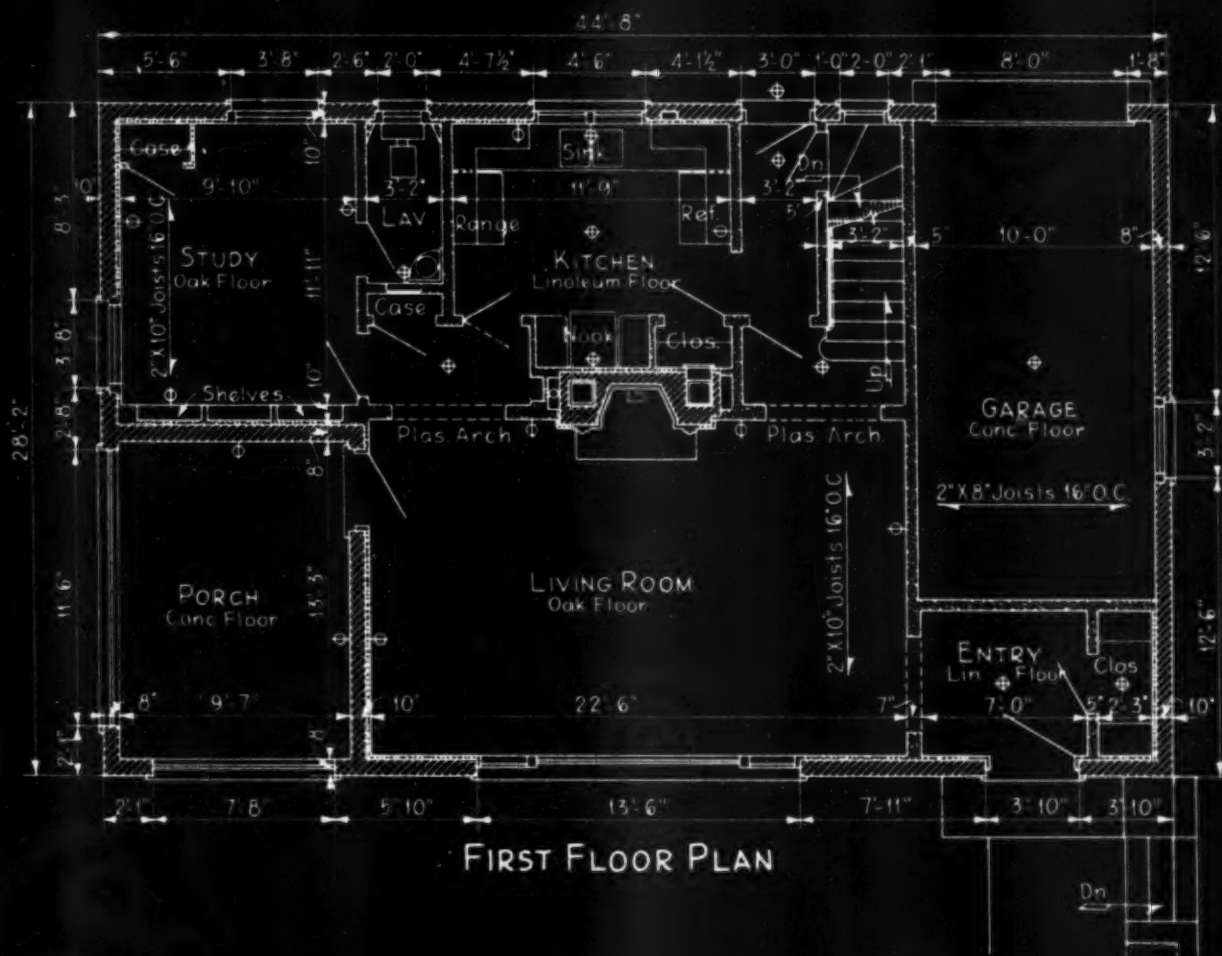 44'-8"
5'-6" 3'-8" 2'-6" 2'-0" 4'-7½" 4'-6" 4'-1½" 3'-0" 1'-0" 2'-0" 2'-1" 8'-0" 1'-8"
Case
10"
Sink
Dn
10" 9'-10" 3'-2" 11'-9" 3'-2"
8'-3"
5"
LAV
Range
Ref.
3'-2" 5" 10'-0" 8"
12'-6"
STUDY
Oak Floor
2"X10" Joists 16"O.C.
11'-11"
KITCHEN
Linoleum Floor
Case
3'-8"
Nook
Clos.
Up
10"
Shelves
2'-8"
28'-2"
GARAGE
Conc Floor
3'-2"
Plas. Arch
Plas. Arch
8"
2"X8" Joists 16"O.C.
2"X10" Joists 16"O.C
PORCH
Conc Floor
13'-3"
11'-6"
LIVING ROOM
Oak Floor
ENTRY
Lin Floor
Clos
12'-6"
8" 9'-7" 10" 22'-6" 7" 7'-0" 5" 2'-3" 10"
2'-1"
8"
2'-1" 7'-8" 5'-10" 13'-6" 7'-11" 3'-10" 3'-10"
FIRST FLOOR PLAN
Dn